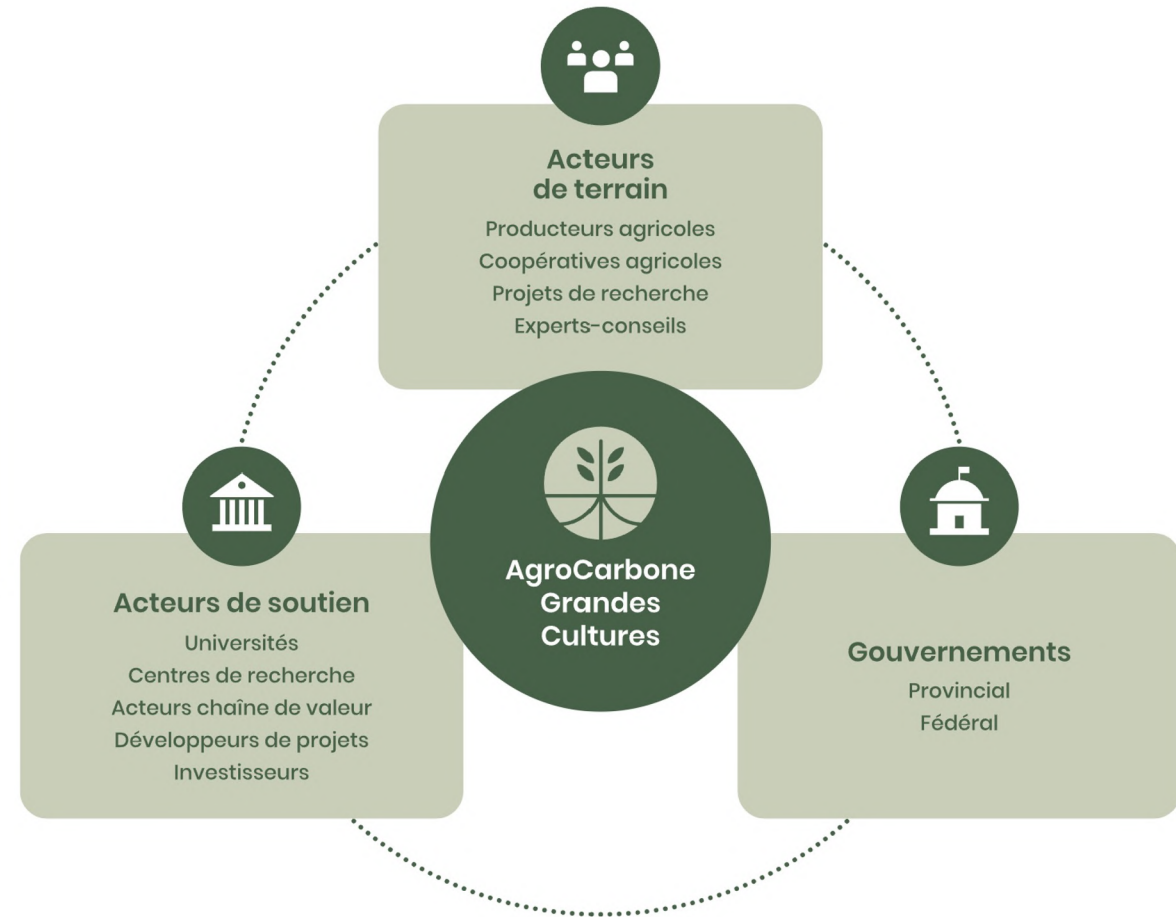 Acteurs
de terrain
Producteurs agricoles
Coopératives agricoles
Projets de recherche
Experts-conseils
AgroCarbone
Grandes
Cultures
Acteurs de soutien
Universités
Centres de recherche
Acteurs chaîne de valeur
Développeurs de projets
Investisseurs
Gouvernements
Provincial
Fédéral